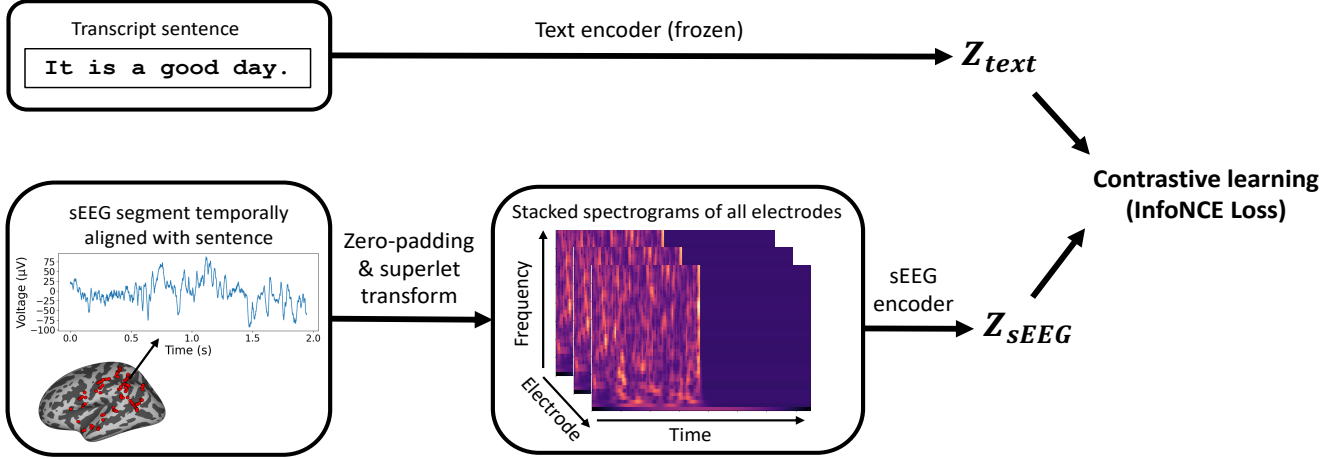 Transcript sentence
It is a good day.
Text encoder (frozen)
Z_text
sEEG segment temporally
aligned with sentence
Voltage (µV)
75
50
25
0
−25
−50
−75
−100
0.0 0.5 1.0 1.5 2.0
Time (s)
Zero-padding
& superlet
transform
Stacked spectrograms of all electrodes
Frequency
Electrode
Time
sEEG
encoder
Z_sEEG
Contrastive learning
(InfoNCE Loss)